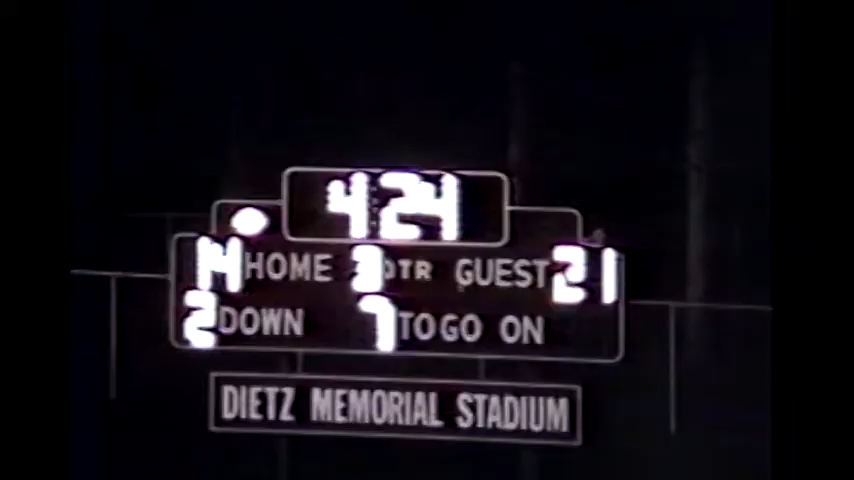 4:24
14 HOME 3 QTR GUEST 21
2 DOWN 7 TO GO ON
DIETZ MEMORIAL STADIUM